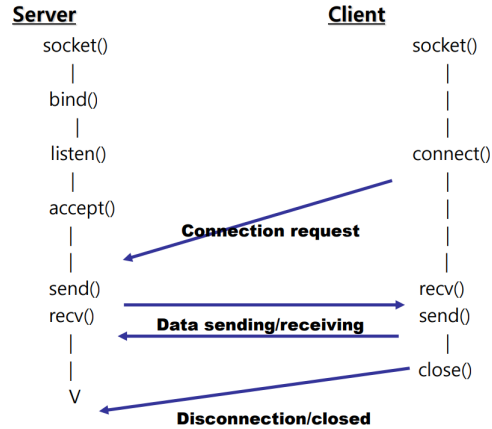 Server Client
socket() socket()
|
|
bind()
|
|
|
listen() connect()
|
|
accept()
|
|
Connection request
|
|
|
|
send() recv()
recv() send()
Data sending/receiving
|
|
| close()
V
Disconnection/closed